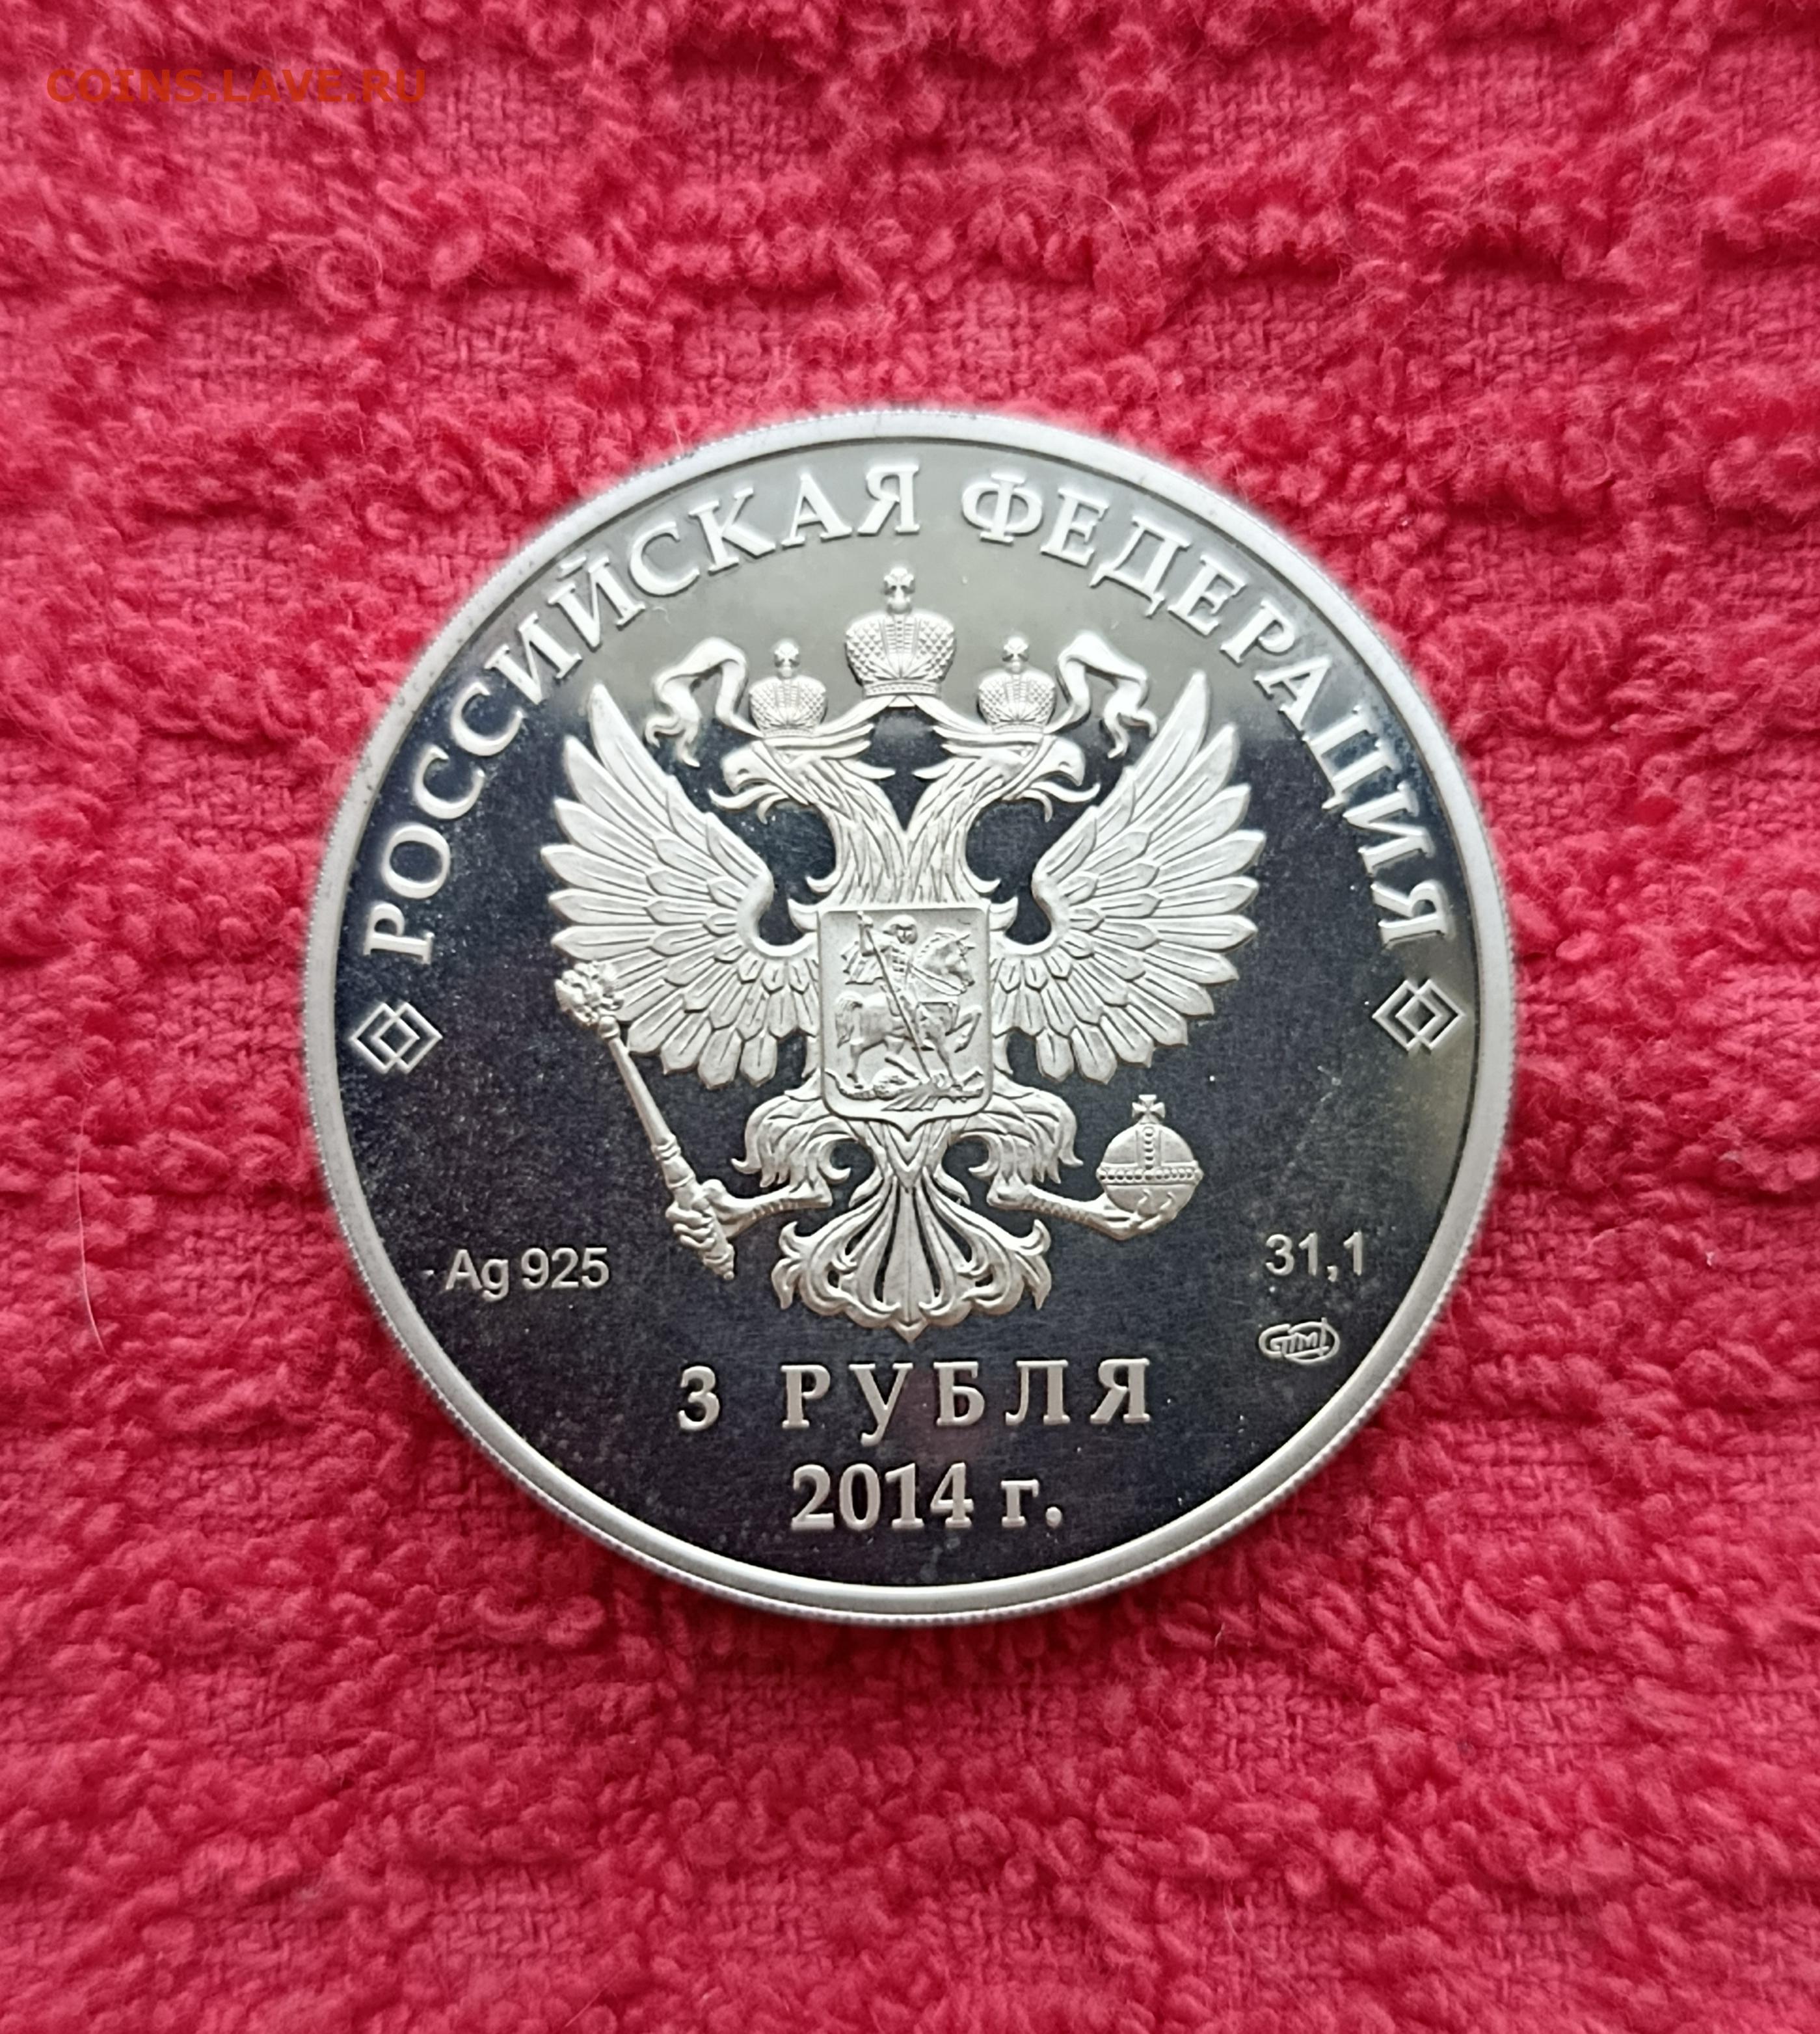 COINS.LAVE.RU
РОССИЙСКАЯ ФЕДЕРАЦИЯ
Ag 925
31,1
3 РУБЛЯ
2014 г.